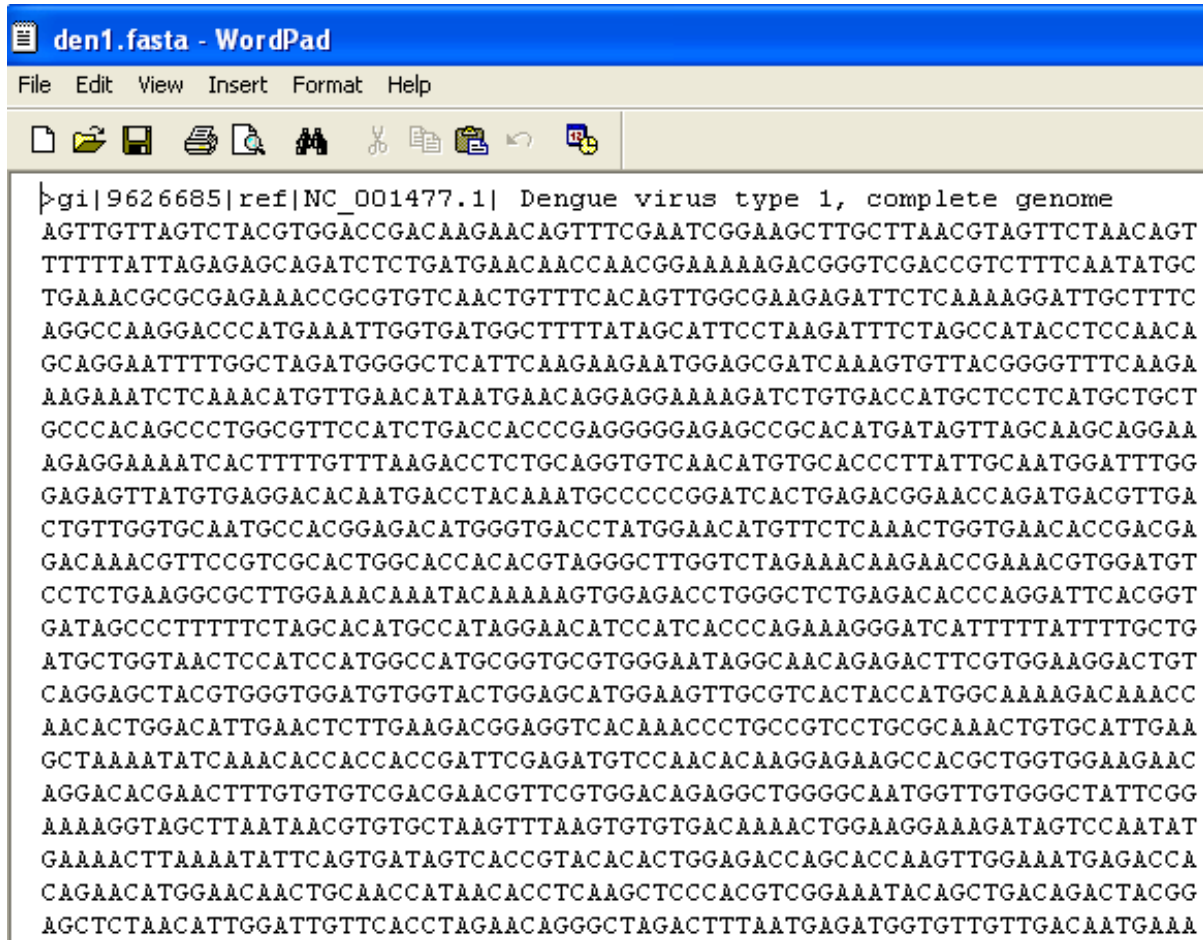 den1.fasta - WordPad
File Edit View Insert Format Help
>gi|9626685|ref|NC_001477.1| Dengue virus type 1, complete genome
AGTTGTTAGTCTACGTGGACCGACAAGAACAGTTTCGAATCGGAAGCTTGCTTAACGTAGTTCTAACAGT
TTTTTATTAGAGAGCAGATCTCTGATGAACAACCAACGGAAAAAGACGGGTCGACCGTCTTTCAATATGC
TGAAACGCGCGAGAAACCGCGTGTCAACTGTTTCACAGTTGGCGAAGAGATTCTCAAAAGGATTGCTTTC
AGGCCAAGGACCCATGAAATTGGTGATGGCTTTTATAGCATTCCTAAGATTTCTAGCCATACCTCCAACA
GCAGGAATTTTGGCTAGATGGGGCTCATTCAAGAAGAATGGAGCGATCAAAGTGTTACGGGGTTTCAAGA
AAGAAATCTCAAACATGTTGAACATAATGAACAGGAGGAAAAGATCTGTGACCATGCTCCTCATGCTGCT
GCCCACAGCCCTGGCGTTCCATCTGACCACCCGAGGGGGAGAGCCGCACATGATAGTTAGCAAGCAGGAA
AGAGGAAAATCACTTTTGTTTAAGACCTCTGCAGGTGTCAACATGTGCACCCTTATTGCAATGGATTTGG
GAGAGTTATGTGAGGACACAATGACCTACAAATGCCCCCGGATCACTGAGACGGAACCAGATGACGTTGA
CTGTTGGTGCAATGCCACGGAGACATGGGTGACCTATGGAACATGTTCTCAAACTGGTGAACACCGACGA
GACAAACGTTCCGTCGCACTGGCACCACACGTAGGGCTTGGTCTAGAAACAAGAACCGAAACGTGGATGT
CCTCTGAAGGCGCTTGGAAACAAATACAAAAAGTGGAGACCTGGGCTCTGAGACACCCAGGATTCACGGT
GATAGCCCTTTTTCTAGCACATGCCATAGGAACATCCATCACCCAGAAAGGGATCATTTTTATTTTGCTG
ATGCTGGTAACTCCATCCATGGCCATGCGGTGCGTGGGAATAGGCAACAGAGACTTCGTGGAAGGACTGT
CAGGAGCTACGTGGGTGGATGTGGTACTGGAGCATGGAAGTTGCGTCACTACCATGGCAAAAGACAAACC
AACACTGGACATTGAACTCTTGAAGACGGAGGTCACAAACCCTGCCGTCCTGCGCAAACTGTGCATTGAA
GCTAAAATATCAAACACCACCACCGATTCGAGATGTCCAACACAAGGAGAAGCCACGCTGGTGGAAGAAC
AGGACACGAACTTTGTGTGTCGACGAACGTTCGTGGACAGAGGCTGGGGCAATGGTTGTGGGCTATTCGG
AAAAGGTAGCTTAATAACGTGTGCTAAGTTTAAGTGTGTGACAAAACTGGAAGGAAAGATAGTCCAATAT
GAAAACTTAAAATATTCAGTGATAGTCACCGTACACACTGGAGACCAGCACCAAGTTGGAAATGAGACCA
CAGAACATGGAACAACTGCAACCATAACACCTCAAGCTCCCACGTCGGAAATACAGCTGACAGACTACGG
AGCTCTAACATTGGATTGTTCACCTAGAACAGGGCTAGACTTTAATGAGATGGTGTTGTTGACAATGAAA